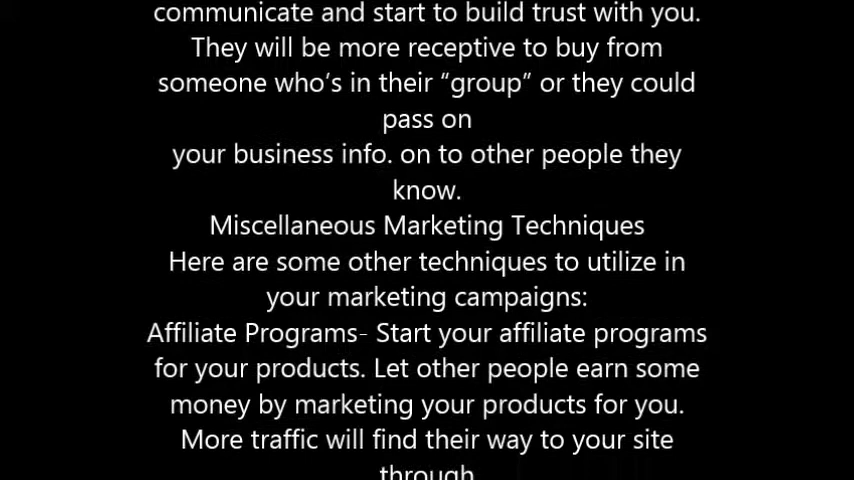 communicate and start to build trust with you.
They will be more receptive to buy from
someone who's in their “group” or they could
pass on
your business info. on to other people they
know.
Miscellaneous Marketing Techniques
Here are some other techniques to utilize in
your marketing campaigns:
Affiliate Programs- Start your affiliate programs
for your products. Let other people earn some
money by marketing your products for you.
More traffic will find their way to your site
through